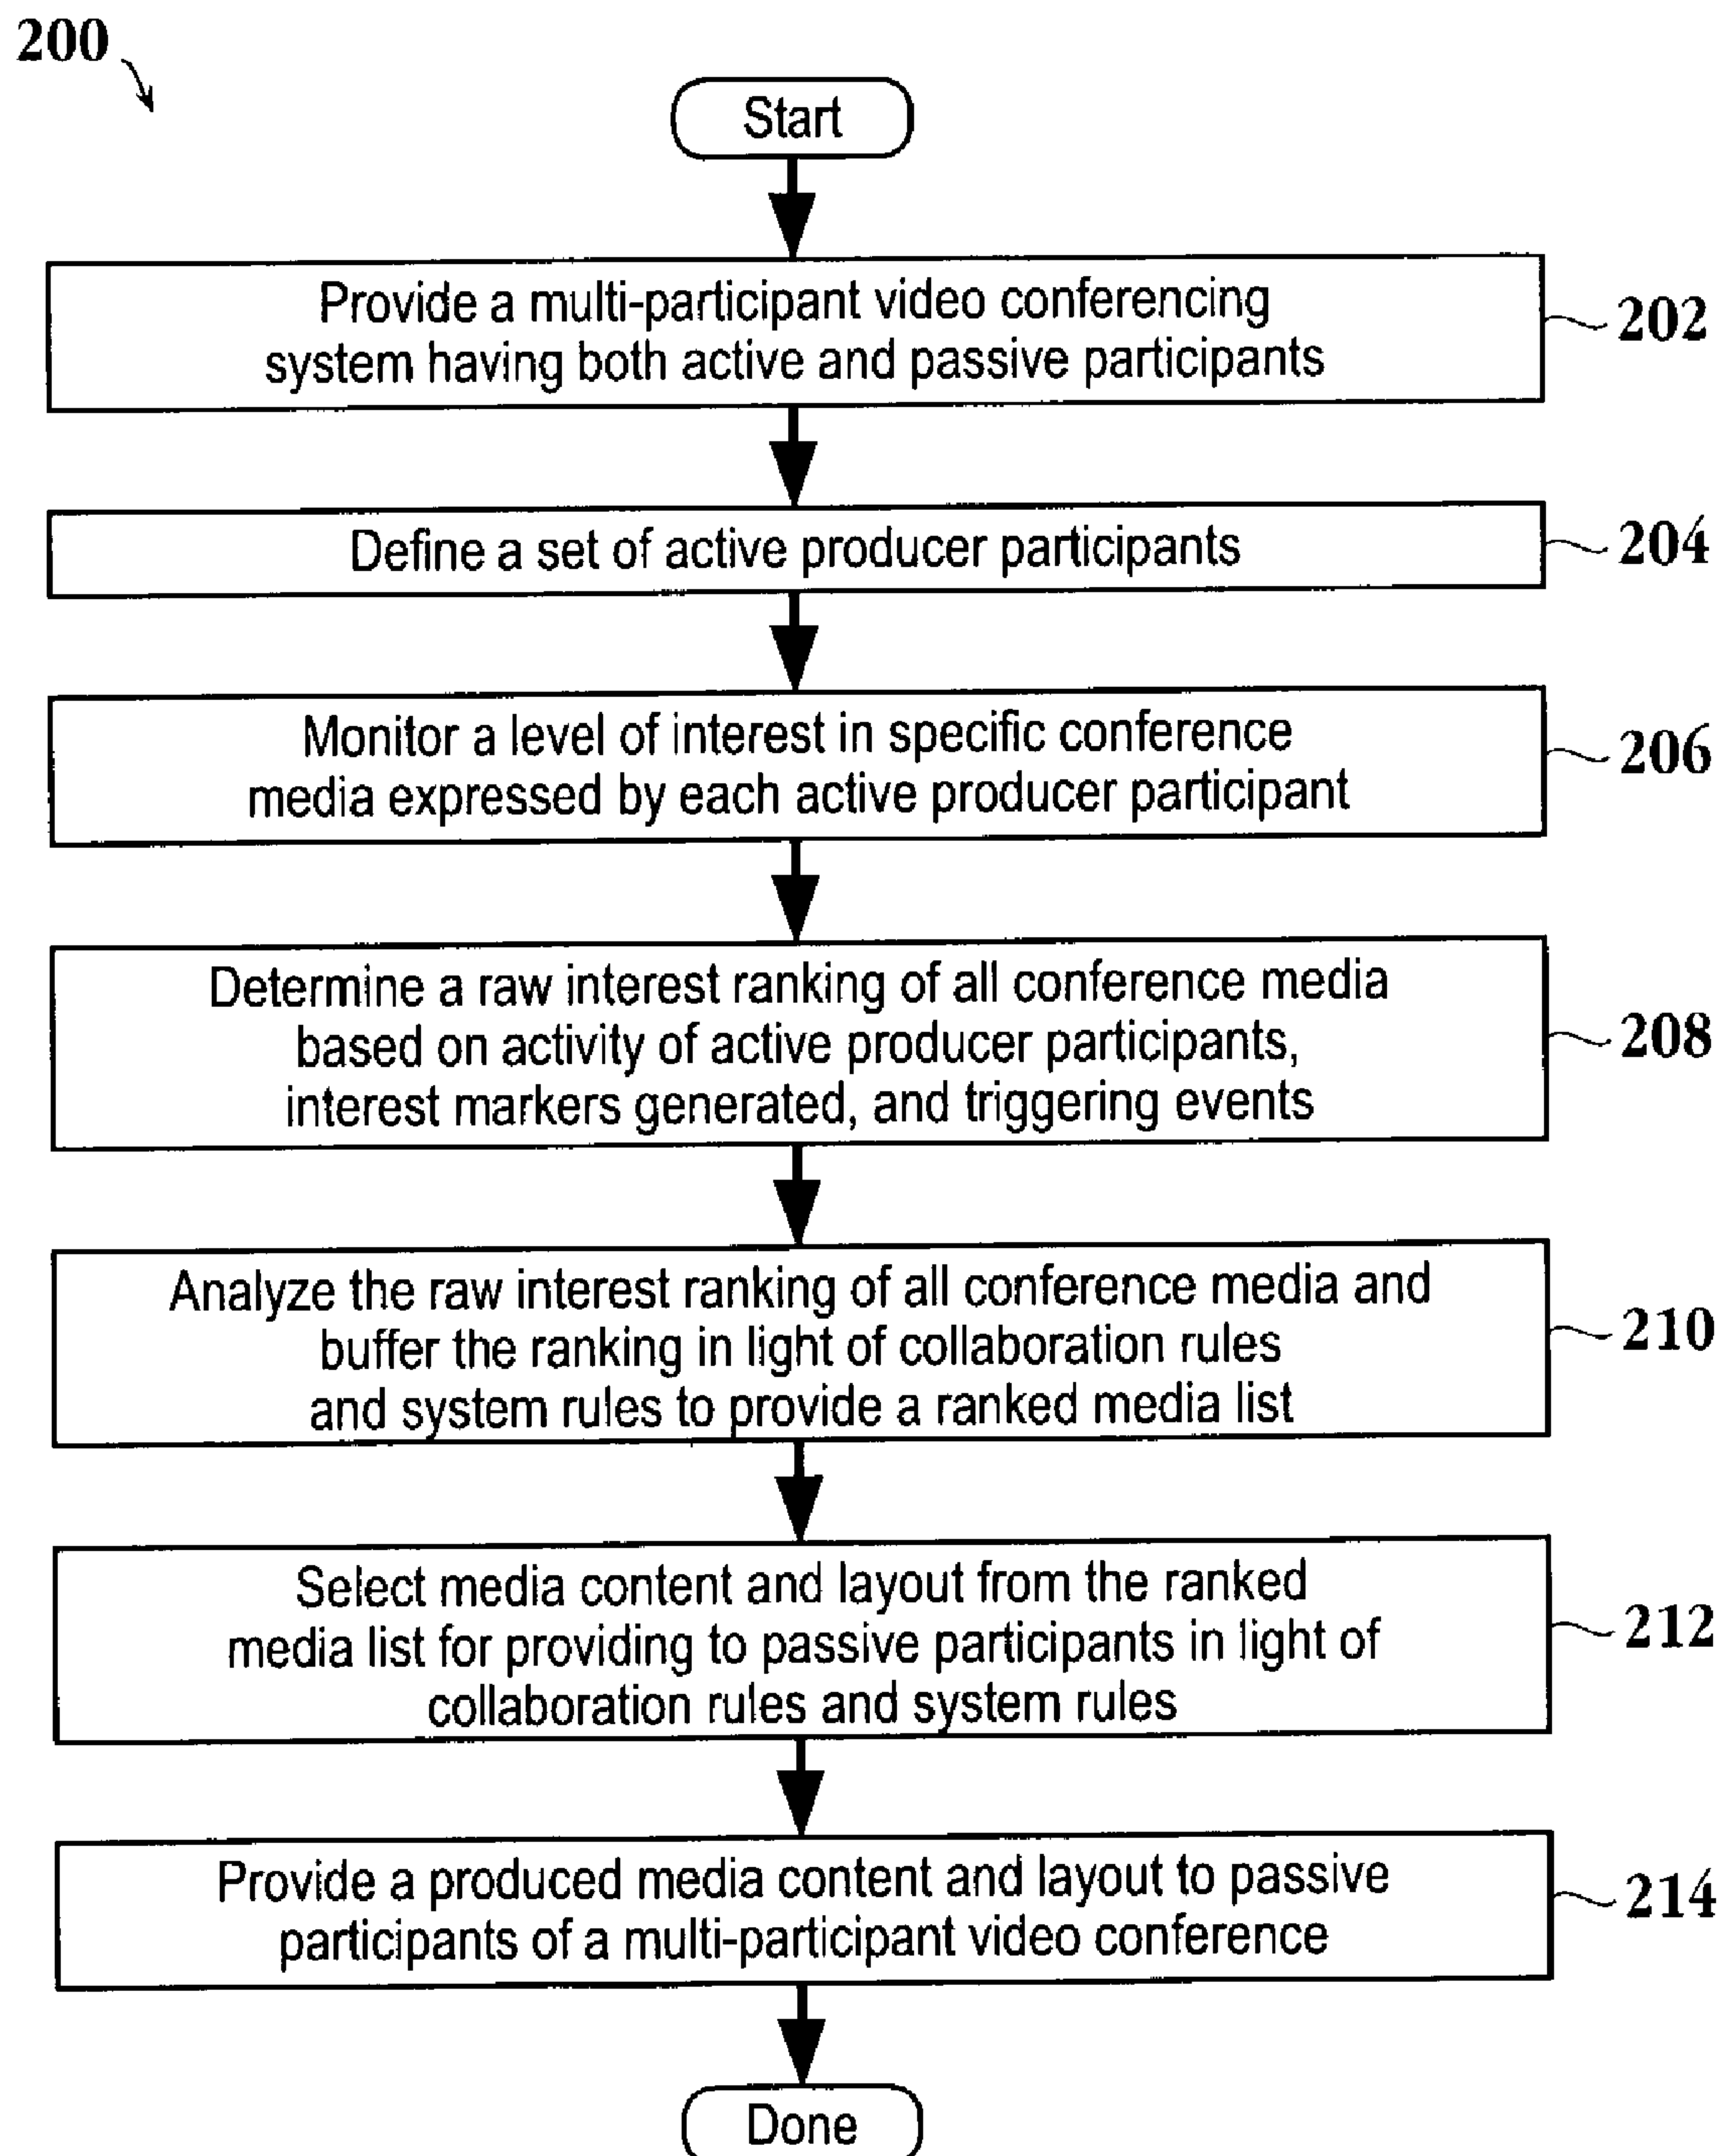 200
Start
Provide a multi-participant video conferencing
system having both active and passive participants
202
Define a set of active producer participants
204
Monitor a level of interest in specific conference
media expressed by each active producer participant
206
Determine a raw interest ranking of all conference media
based on activity of active producer participants,
interest markers generated, and triggering events
208
Analyze the raw interest ranking of all conference media and
buffer the ranking in light of collaboration rules
and system rules to provide a ranked media list
210
Select media content and layout from the ranked
media list for providing to passive participants in light of
collaboration rules and system rules
212
Provide a produced media content and layout to passive
participants of a multi-participant video conference
214
Done